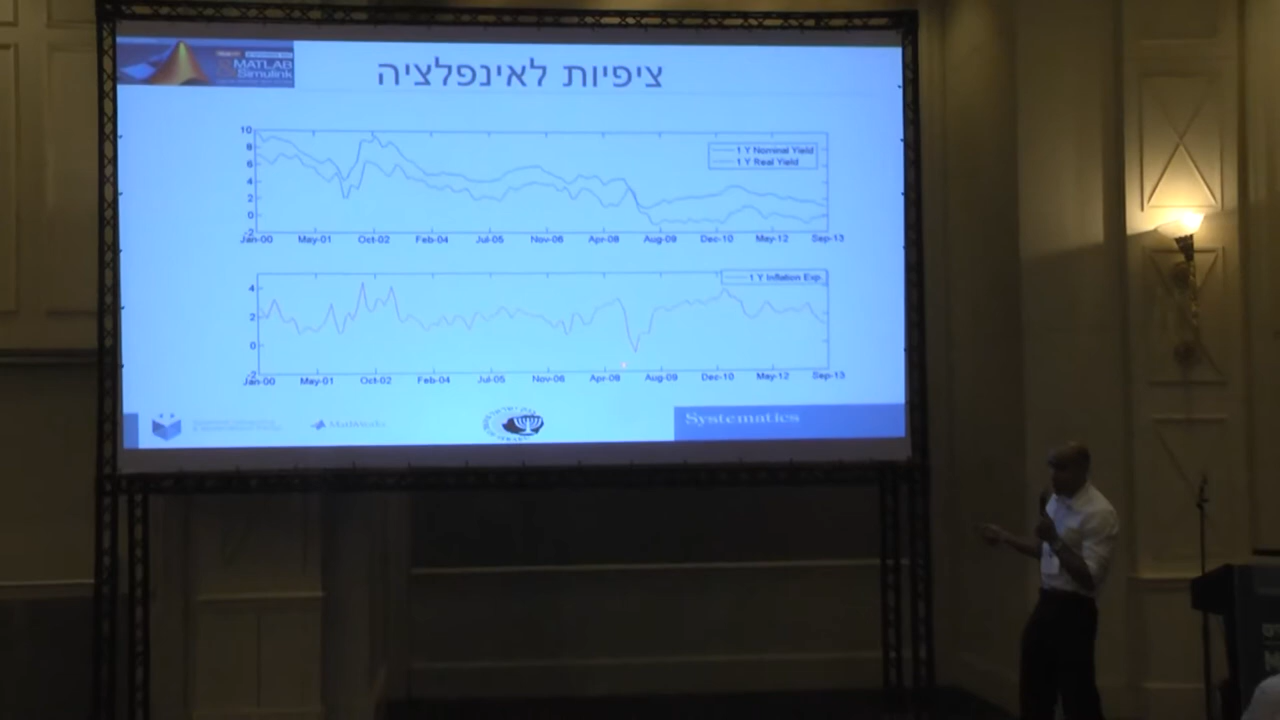 MATLAB
& Simulink
ציפיות לאינפלציה
10
8
6
4
2
0
-2
1 Y Nominal Yield
1 Y Real Yield
Jan-00 May-01 Oct-02 Feb-04 Jul-05 Nov-06 Apr-08 Aug-09 Dec-10 May-12 Sep-13
4
2
0
-2
1 Y Inflation Exp.
Jan-00 May-01 Oct-02 Feb-04 Jul-05 Nov-06 Apr-08 Aug-09 Dec-10 May-12 Sep-13
MathWorks
Systematics